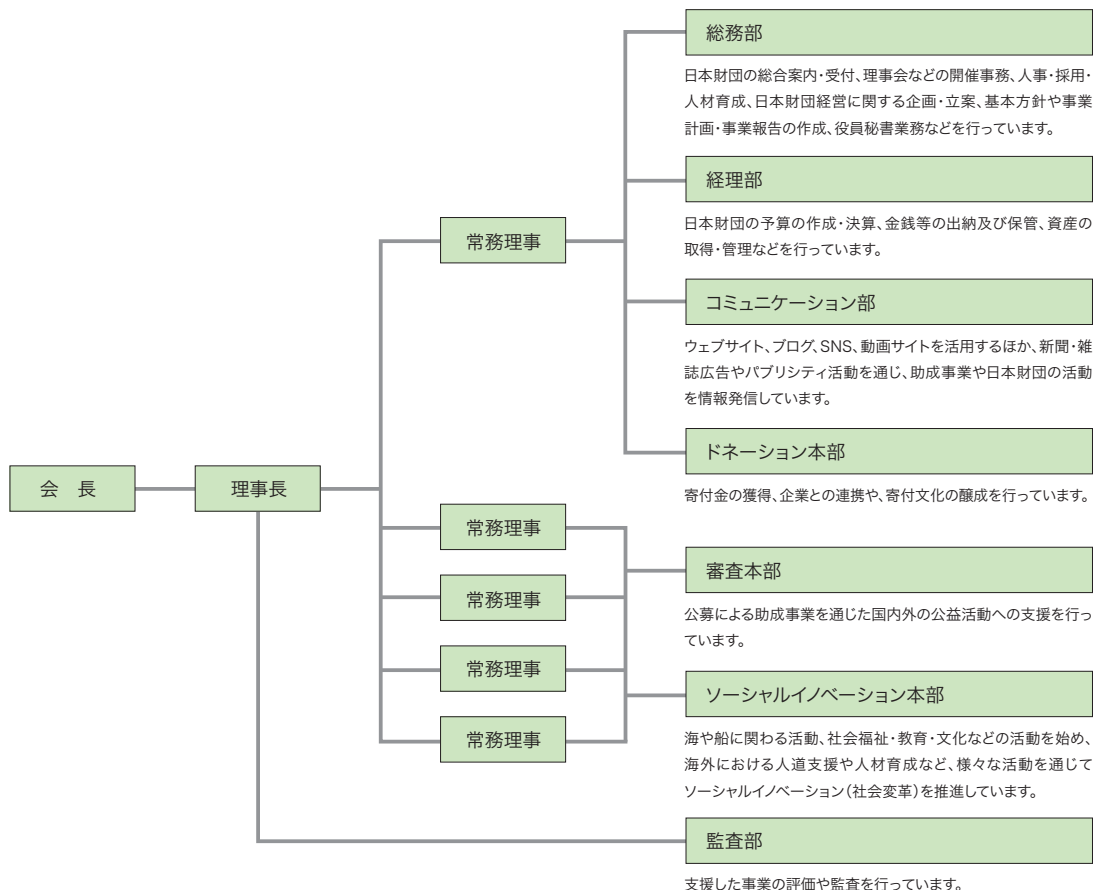 総務部
日本財団の総合案内・受付、理事会などの開催事務、人事・採用・
人材育成、日本財団経営に関する企画・立案、基本方針や事業
計画・事業報告の作成、役員秘書業務などを行っています。
経理部
日本財団の予算の作成・決算、金銭等の出納及び保管、資産の
取得・管理などを行っています。
常務理事
コミュニケーション部
ウェブサイト、ブログ、SNS、動画サイトを活用するほか、新聞・雑
誌広告やパブリシティ活動を通じ、助成事業や日本財団の活動
を情報発信しています。
ドネーション本部
寄付金の獲得、企業との連携や、寄付文化の醸成を行っています。
会　長
理事長
常務理事
常務理事
常務理事
常務理事
審査本部
公募による助成事業を通じた国内外の公益活動への支援を行っ
ています。
ソーシャルイノベーション本部
海や船に関わる活動、社会福祉・教育・文化などの活動を始め、
海外における人道支援や人材育成など、様々な活動を通じて
ソーシャルイノベーション（社会変革）を推進しています。
監査部
支援した事業の評価や監査を行っています。